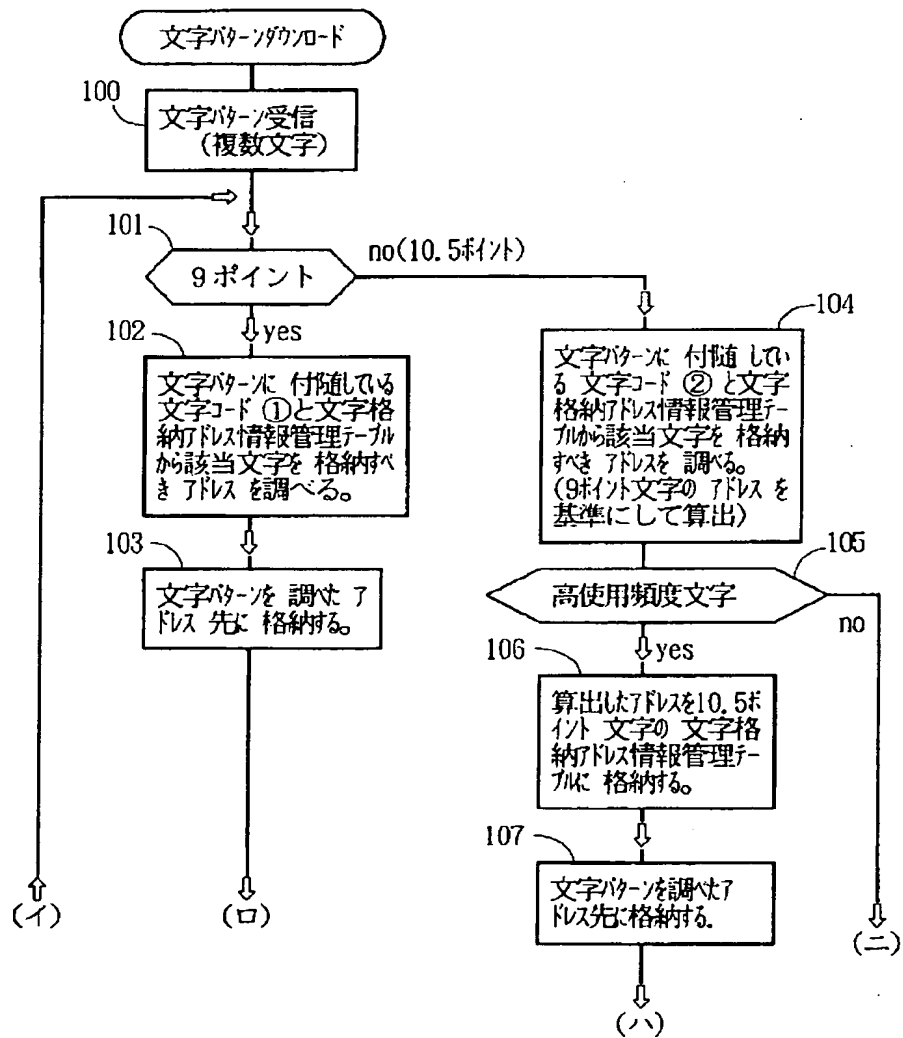 文字パターンダウンロード
100
文字パターン受信
(複数文字)
101
9ポイント
no(10.5ポイント)
yes
102
文字パターンに 付随している
文字コード ①と文字格
納アドレス情報管理テーブル
から該当文字を 格納すべ
き アドレス を調べる。
103
文字パターンを 調べた ア
ドレス 先に 格納する。
104
文字パターンに 付随 してい
る 文字コード ② と文字
格納アドレス情報管理テー
ブルから該当文字を 格納
すべき アドレスを 調べる。
(9ポイント文字の アドレス を
基準にして算出)
105
高使用頻度文字
no
yes
106
算出したアドレスを10.5ポ
イント 文字の 文字格
納アドレス情報管理テー
ブルに 格納する。
107
文字パターンを調べたア
ドレス先に格納する.
(イ)
(ロ)
(ハ)
(ニ)